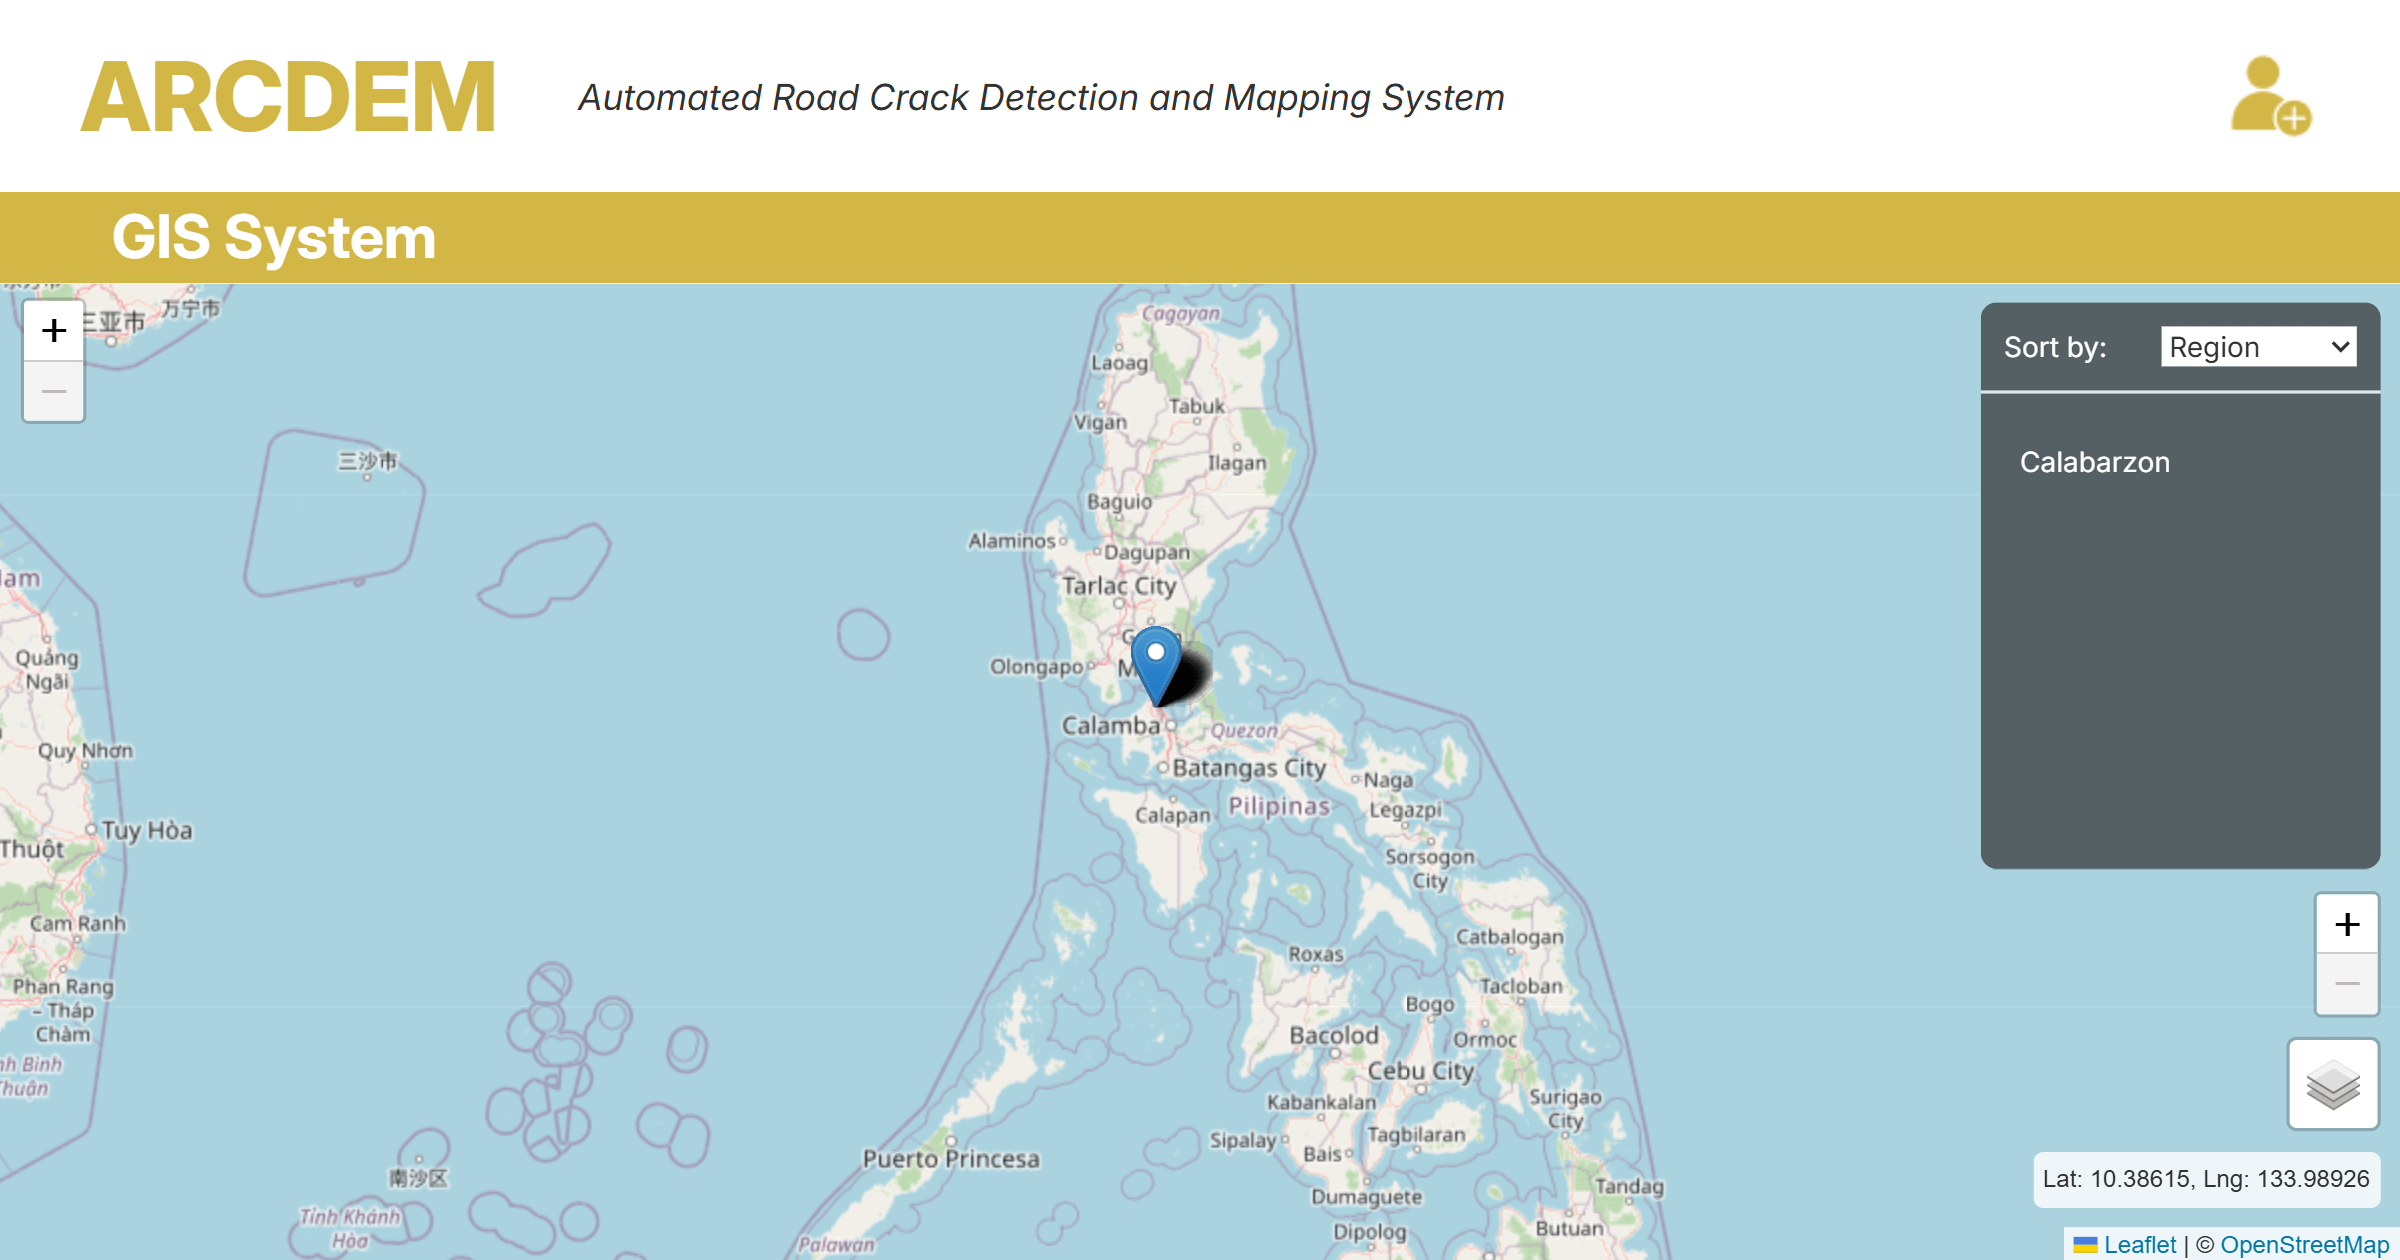 ARCDEM
Automated Road Crack Detection and Mapping System
GIS System
万宁市
三亚市
三沙市
Cagayan
Laoag
Tabuk
Vigan
Ilagan
Baguio
Alaminos
Dagupan
Tarlac City
Olongapo
Calamba
Quezon
Batangas City
Naga
Pilipinas
Legazpi
Calapan
Sorsogon
City
Catbalogan
Roxas
Tacloban
Bogo
Bacolod
Ormoc
Cebu City
Kabankalan
Surigao
City
Tagbilaran
Sipalay
Bais
Puerto Princesa
Tandag
Dumaguete
Butuan
Dipolog
Palawan
Quảng
Ngãi
Quy Nhơn
Tuy Hòa
Thuột
Cam Ranh
Phan Rang
– Tháp
Chàm
南沙区
Tỉnh Khánh
Hòa
+
−
Sort by: Region
Calabarzon
+
−
Lat: 10.38615, Lng: 133.98926
Leaflet | © OpenStreetMap